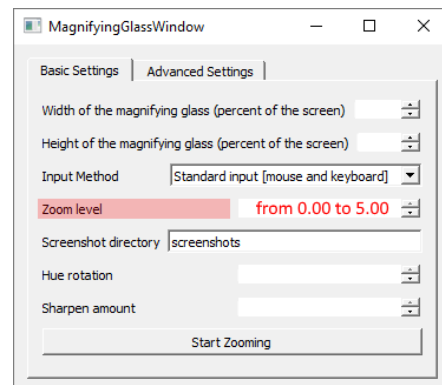 MagnifyingGlassWindow
Basic Settings Advanced Settings
Width of the magnifying glass (percent of the screen)
Height of the magnifying glass (percent of the screen)
Input Method Standard input [mouse and keyboard]
Zoom level from 0.00 to 5.00
Screenshot directory screenshots
Hue rotation
Sharpen amount
Start Zooming